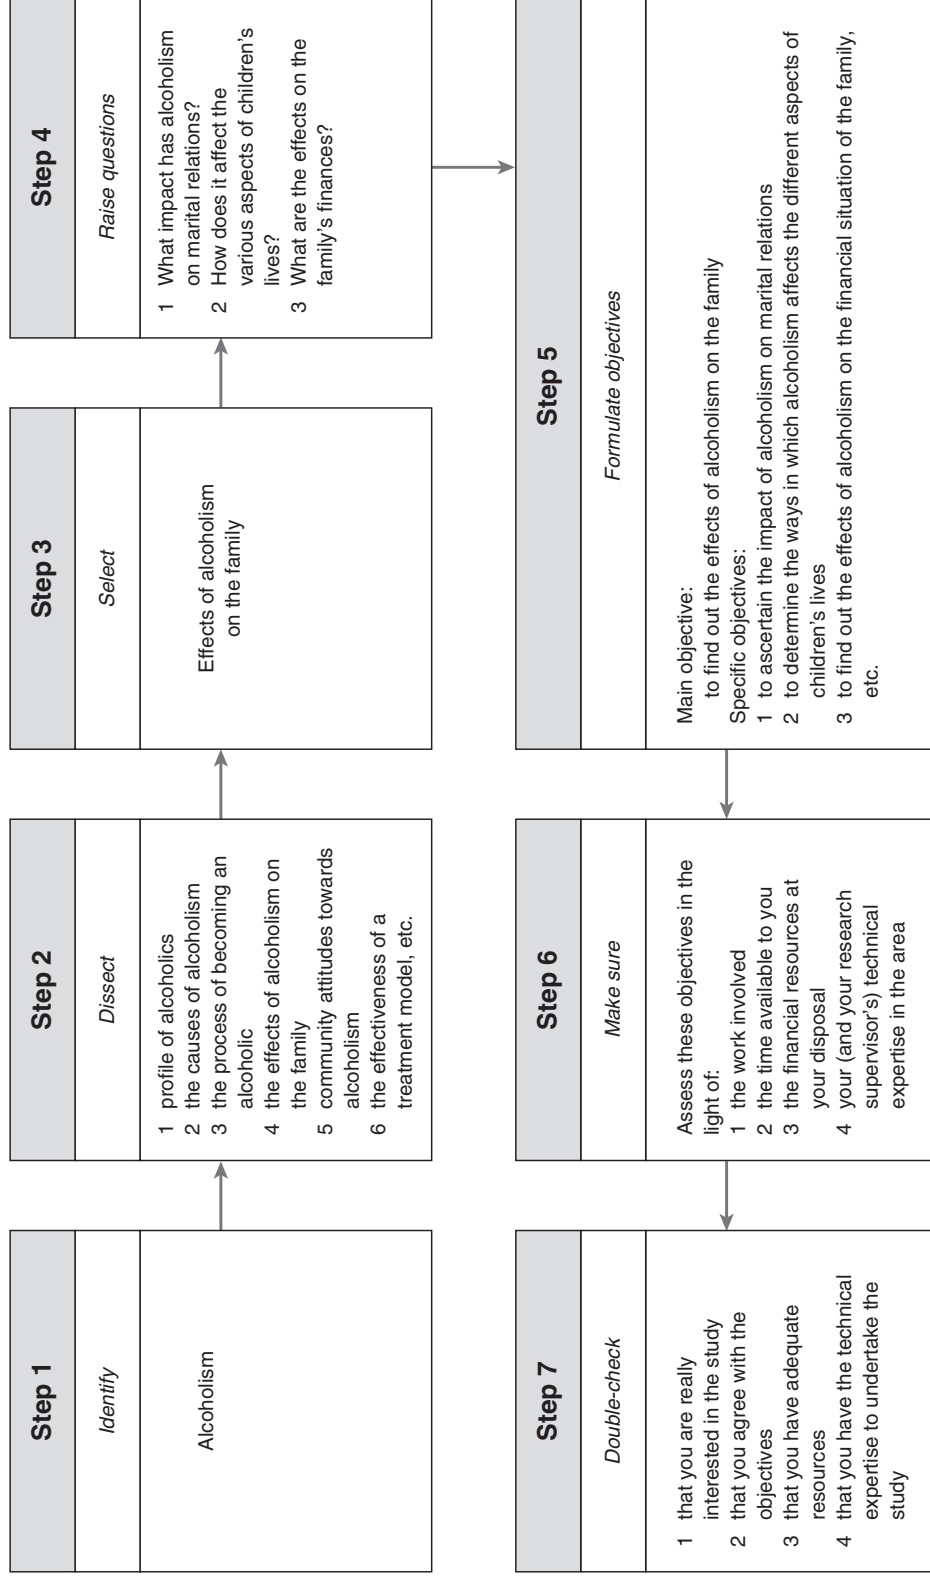 Step 1
Identify
Alcoholism
Step 2
Dissect
1 profile of alcoholics
2 the causes of alcoholism
3 the process of becoming an
alcoholic
4 the effects of alcoholism on
the family
5 community attitudes towards
alcoholism
6 the effectiveness of a
treatment model, etc.
Step 3
Select
Effects of alcoholism
on the family
Step 4
Raise questions
1 What impact has alcoholism
on marital relations?
2 How does it affect the
various aspects of children's
lives?
3 What are the effects on the
family's finances?
Step 5
Formulate objectives
Main objective:
to find out the effects of alcoholism on the family
Specific objectives:
1 to ascertain the impact of alcoholism on marital relations
2 to determine the ways in which alcoholism affects the different aspects of
children's lives
3 to find out the effects of alcoholism on the financial situation of the family,
etc.
Step 6
Make sure
Assess these objectives in the
light of:
1 the work involved
2 the time available to you
3 the financial resources at
your disposal
4 your (and your research
supervisor's) technical
expertise in the area
Step 7
Double-check
1 that you are really
interested in the study
2 that you agree with the
objectives
3 that you have adequate
resources
4 that you have the technical
expertise to undertake the
study